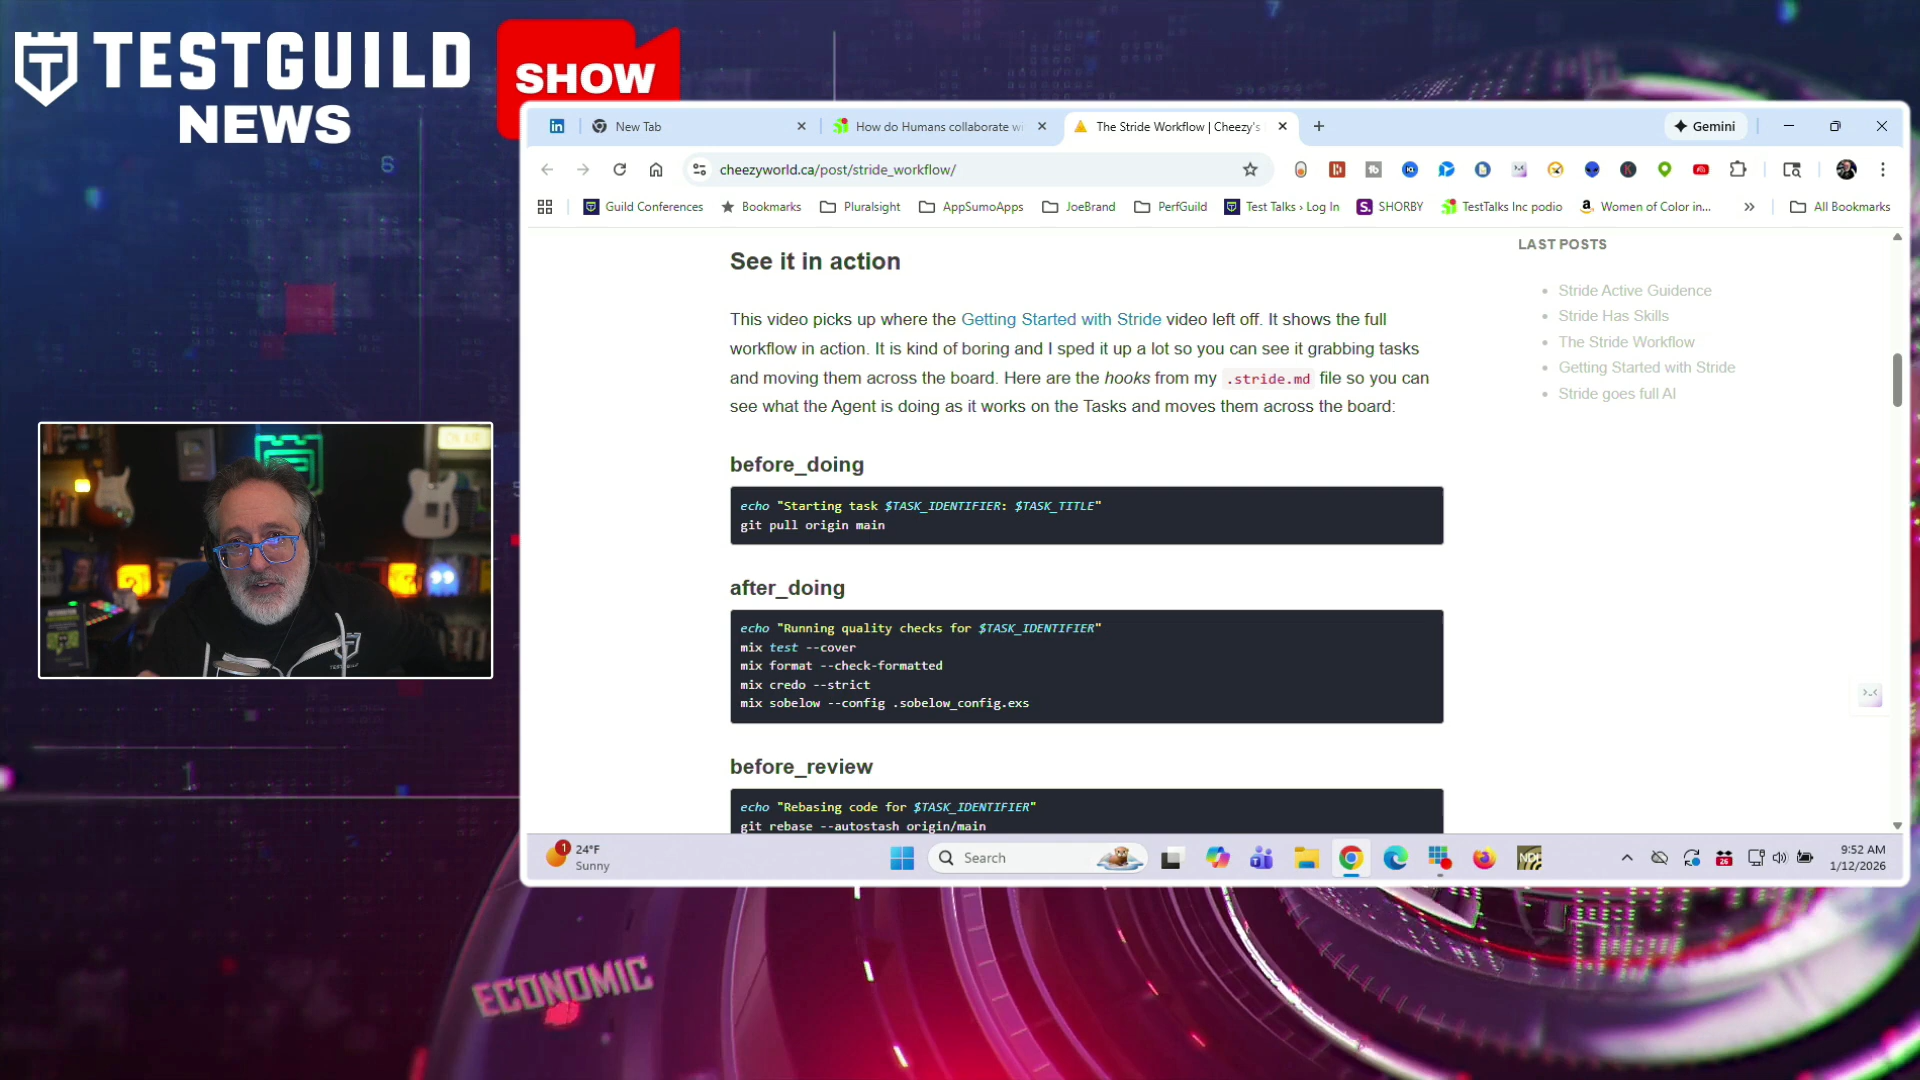 TESTGUILD
NEWS
SHOW
New Tab
How do Humans collaborate wi
The Stride Workflow | Cheezy's
Gemini
cheezyworld.ca/post/stride_workflow/
Guild Conferences
Bookmarks
Pluralsight
AppSumoApps
JoeBrand
PerfGuild
Test Talks › Log In
SHORBY
TestTalks Inc podio
Women of Color in...
All Bookmarks
See it in action
This video picks up where the Getting Started with Stride video left off. It shows the full
workflow in action. It is kind of boring and I sped it up a lot so you can see it grabbing tasks
and moving them across the board. Here are the hooks from my .stride.md file so you can
see what the Agent is doing as it works on the Tasks and moves them across the board:
before_doing
echo "Starting task $TASK_IDENTIFIER: $TASK_TITLE"
git pull origin main
after_doing
echo "Running quality checks for $TASK_IDENTIFIER"
mix test --cover
mix format --check-formatted
mix credo --strict
mix sobelow --config .sobelow_config.exs
before_review
echo "Rebasing code for $TASK_IDENTIFIER"
git rebase --autostash origin/main
LAST POSTS
Stride Active Guidence
Stride Has Skills
The Stride Workflow
Getting Started with Stride
Stride goes full AI
1
24°F
Sunny
Search
26
9:52 AM
1/12/2026
6
7
1
ECONOMIC